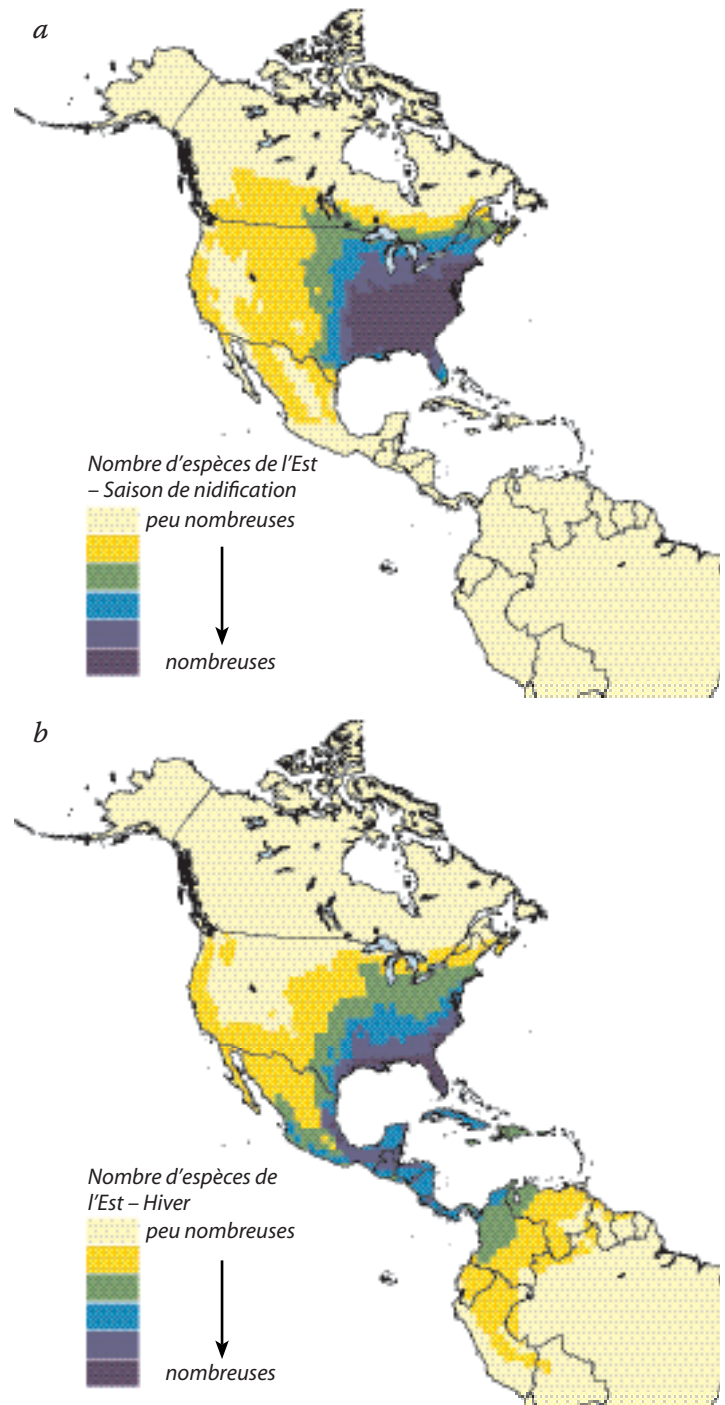 a
Nombre d'espèces de l'Est
– Saison de nidification
peu nombreuses
nombreuses
b
Nombre d'espèces de
l'Est – Hiver
peu nombreuses
nombreuses